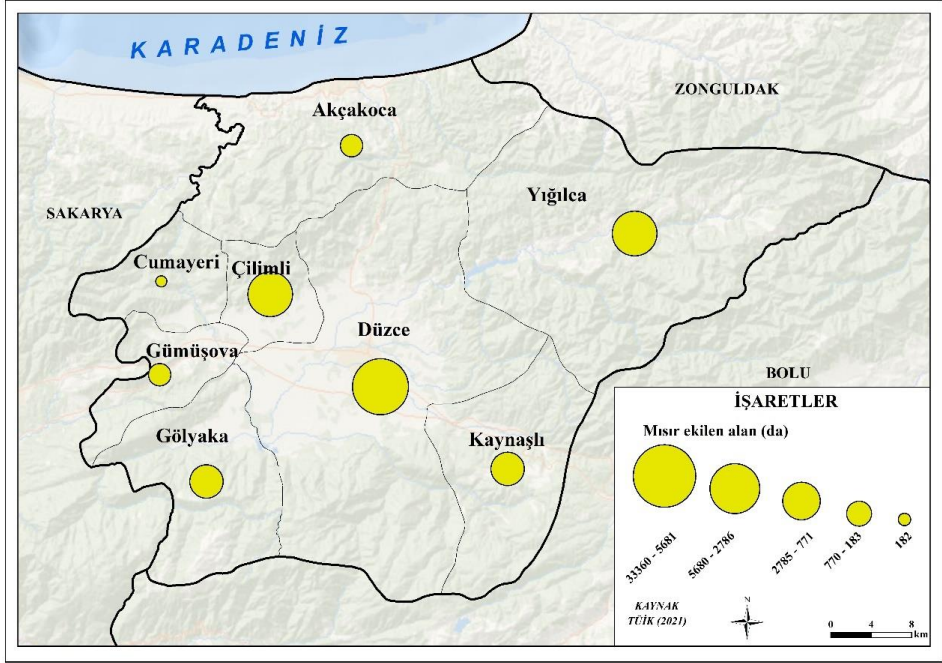 KARADENİZ
Akçakoca
ZONGULDAK
Yığılca
SAKARYA
Cumayeri
Çilimli
Düzce
Gümüşova
BOLU
Gölyaka
Kaynaşlı
İŞARETLER
Mısır ekilen alan (da)
33360 - 5681
5680 - 2786
2785 - 771
770 - 183
182
KAYNAK
TÜİK (2021)
N
0 4 8
km